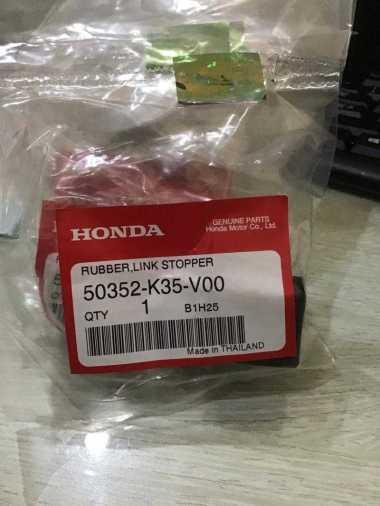 HONDA
GENUINE PARTS
Honda Motor Co., Ltd.
RUBBER,LINK STOPPER
50352-K35-V00
QTY 1 B1H25
Made in THAILAND